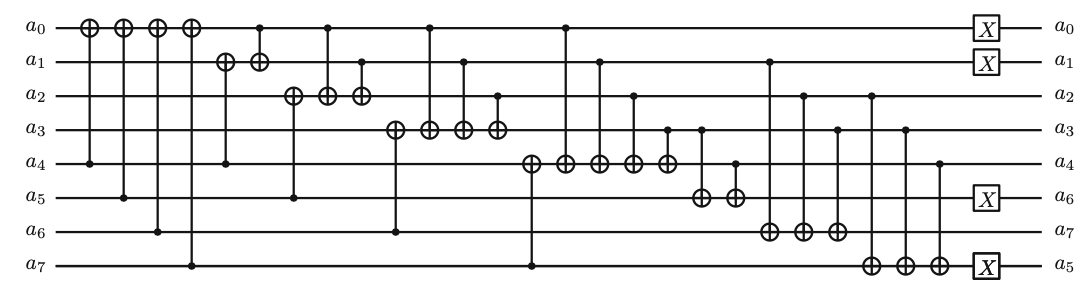 a₀ X a₀
a₁ X a₁
a₂ a₂
a₃ a₃
a₄ a₄
a₅ X a₆
a₆ a₇
a₇ X a₅